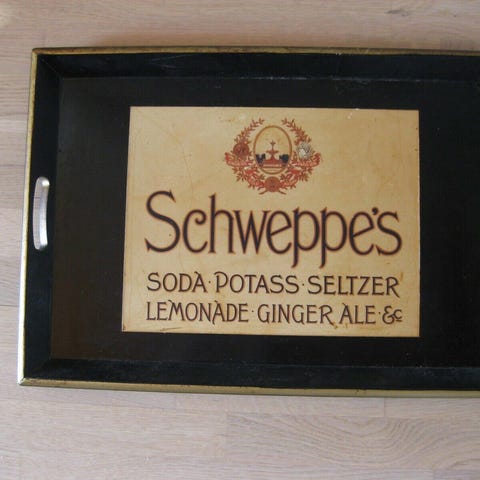 Schweppe's
SODA·POTASS·SELTZER
LEMONADE·GINGER ALE·&c